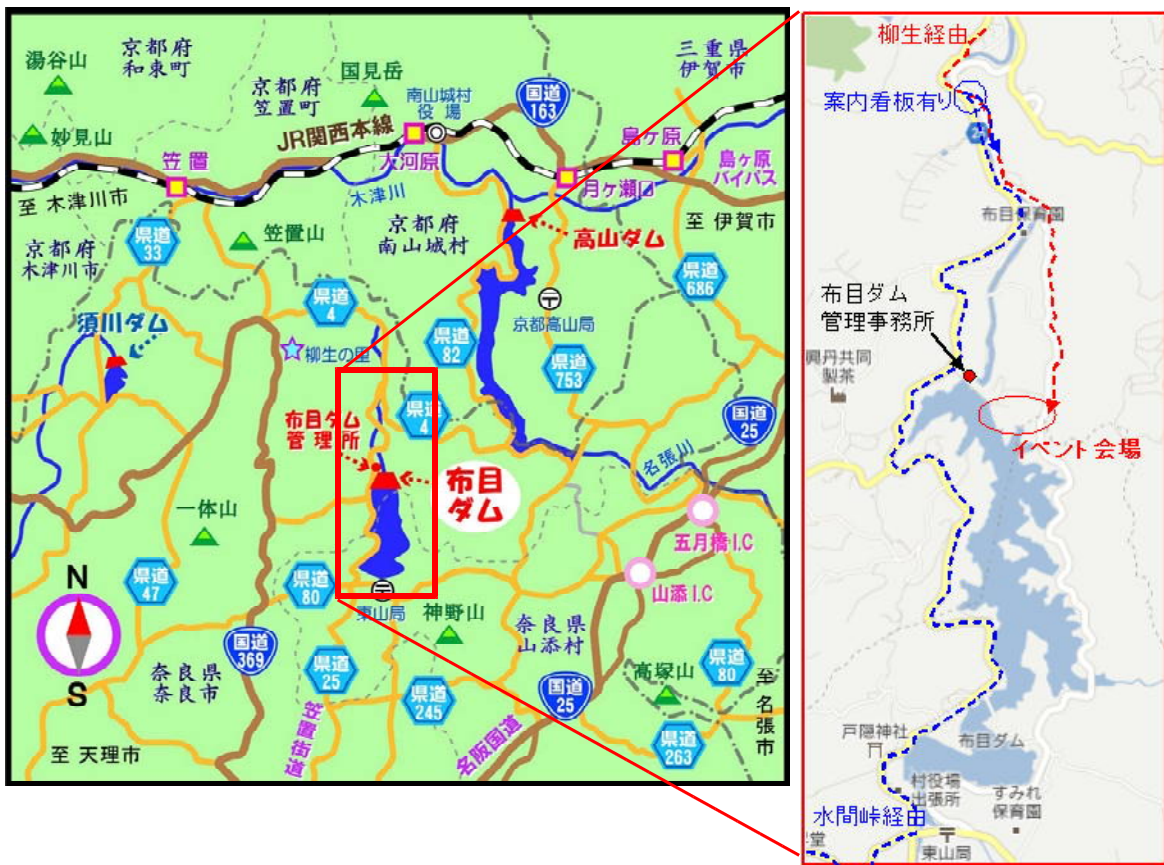 湯谷山
京都府
和束町
妙見山
京都府
笠置町
国見岳
南山城村
役場
国道
163
三重県
伊賀市
JR関西本線
笠置
大河原
月ヶ瀬口
島ヶ原
島ヶ原
バイパス
至 木津川市
木津川
至 伊賀市
京都府
木津川市
県道
33
笠置山
京都府
南山城村
高山ダム
県道
686
須川ダム
県道
4
柳生の里
県道
82
京都高山局
県道
753
布目ダム
管理所
県道
4
国道
25
名張川
布目
ダム
一体山
五月橋I.C
山添I.C
N
S
県道
47
県道
80
東山局
神野山
奈良県
山添村
国道
369
奈良県
奈良市
県道
25
県道
245
国道
25
高塚山
県道
80
至名張市
県道
263
至 天理市
笠置街道
名阪国道
柳生経由
案内看板有り
布目保育園
布目ダム
管理事務所
興丹共同
製茶
イベント会場
戸隠神社
布目ダム
村役場
出張所
すみれ
保育園
水間峠経由
堂
東山局